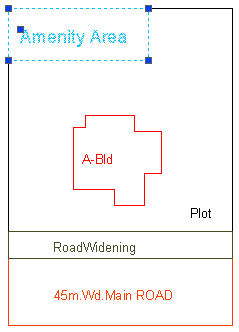 Amenity Area
A-Bld
Plot
RoadWidening
45m.Wd.Main ROAD